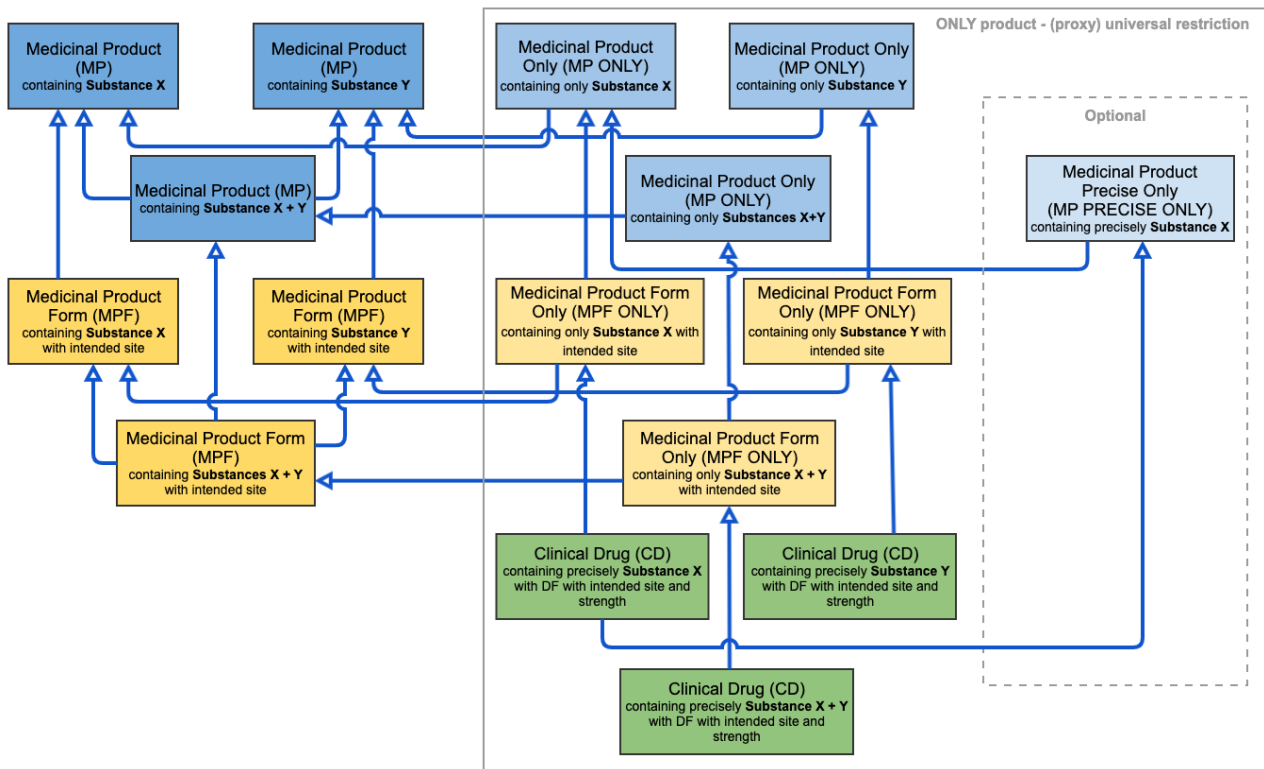 ONLY product - (proxy) universal restriction
Medicinal Product
(MP)
containing Substance X
Medicinal Product
(MP)
containing Substance Y
Medicinal Product
Only (MP ONLY)
containing only Substance X
Medicinal Product Only
(MP ONLY)
containing only Substance Y
Optional
Medicinal Product (MP)
containing Substance X + Y
Medicinal Product Only
(MP ONLY)
containing only Substances X+Y
Medicinal Product
Precise Only
(MP PRECISE ONLY)
containing precisely Substance X
Medicinal Product
Form (MPF)
containing Substance X
with intended site
Medicinal Product
Form (MPF)
containing Substance Y
with intended site
Medicinal Product Form
Only (MPF ONLY)
containing only Substance X with
intended site
Medicinal Product Form
Only (MPF ONLY)
containing only Substance Y with
intended site
Medicinal Product Form
(MPF)
containing Substances X + Y
with intended site
Medicinal Product Form
Only (MPF ONLY)
containing only Substance X + Y
with intended site
Clinical Drug (CD)
containing precisely Substance X
with DF with intended site and
strength
Clinical Drug (CD)
containing precisely Substance Y
with DF with intended site and
strength
Clinical Drug (CD)
containing precisely Substance X + Y
with DF with intended site and
strength